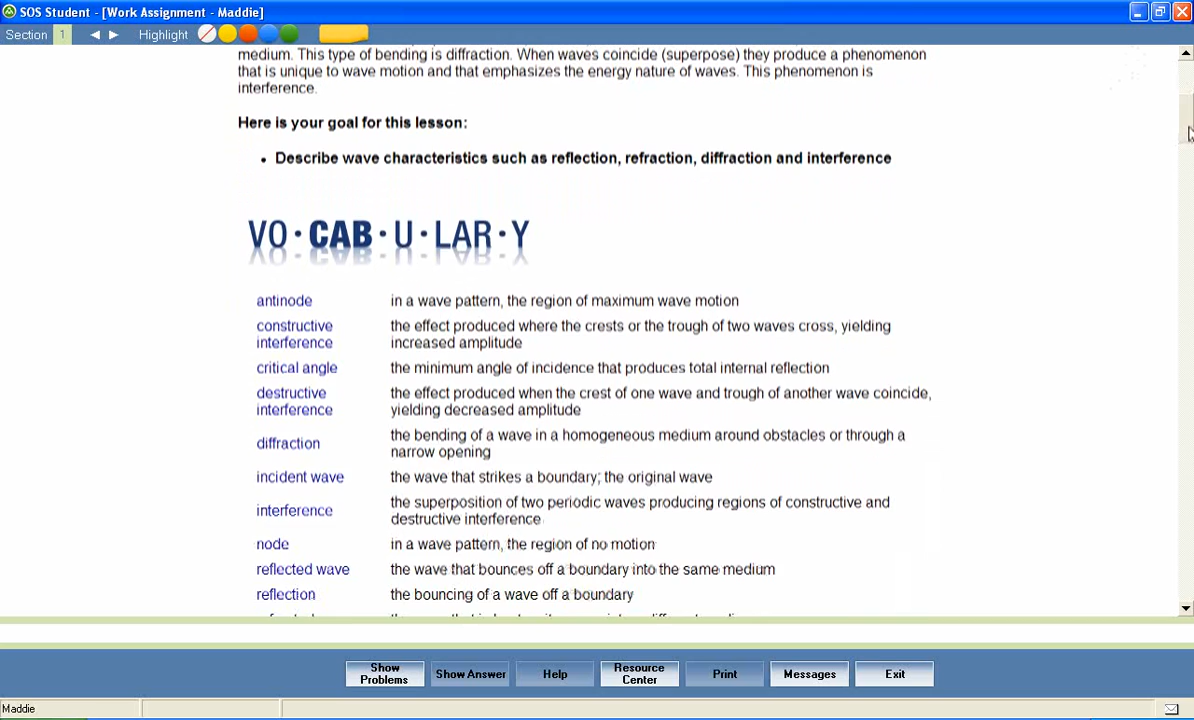 SOS Student - [Work Assignment - Maddie]
Section 1 Highlight
medium. This type of bending is diffraction. When waves coincide (superpose) they produce a phenomenon
that is unique to wave motion and that emphasizes the energy nature of waves. This phenomenon is
interference.
Here is your goal for this lesson:
• Describe wave characteristics such as reflection, refraction, diffraction and interference
VO·CAB·U·LAR·Y
antinode in a wave pattern, the region of maximum wave motion
constructive interference the effect produced where the crests or the trough of two waves cross, yielding
increased amplitude
critical angle the minimum angle of incidence that produces total internal reflection
destructive interference the effect produced when the crest of one wave and trough of another wave coincide,
yielding decreased amplitude
diffraction the bending of a wave in a homogeneous medium around obstacles or through a
narrow opening
incident wave the wave that strikes a boundary; the original wave
interference the superposition of two periodic waves producing regions of constructive and
destructive interference
node in a wave pattern, the region of no motion
reflected wave the wave that bounces off a boundary into the same medium
reflection the bouncing of a wave off a boundary
Show Problems Show Answer Help Resource Center Print Messages Exit
Maddie